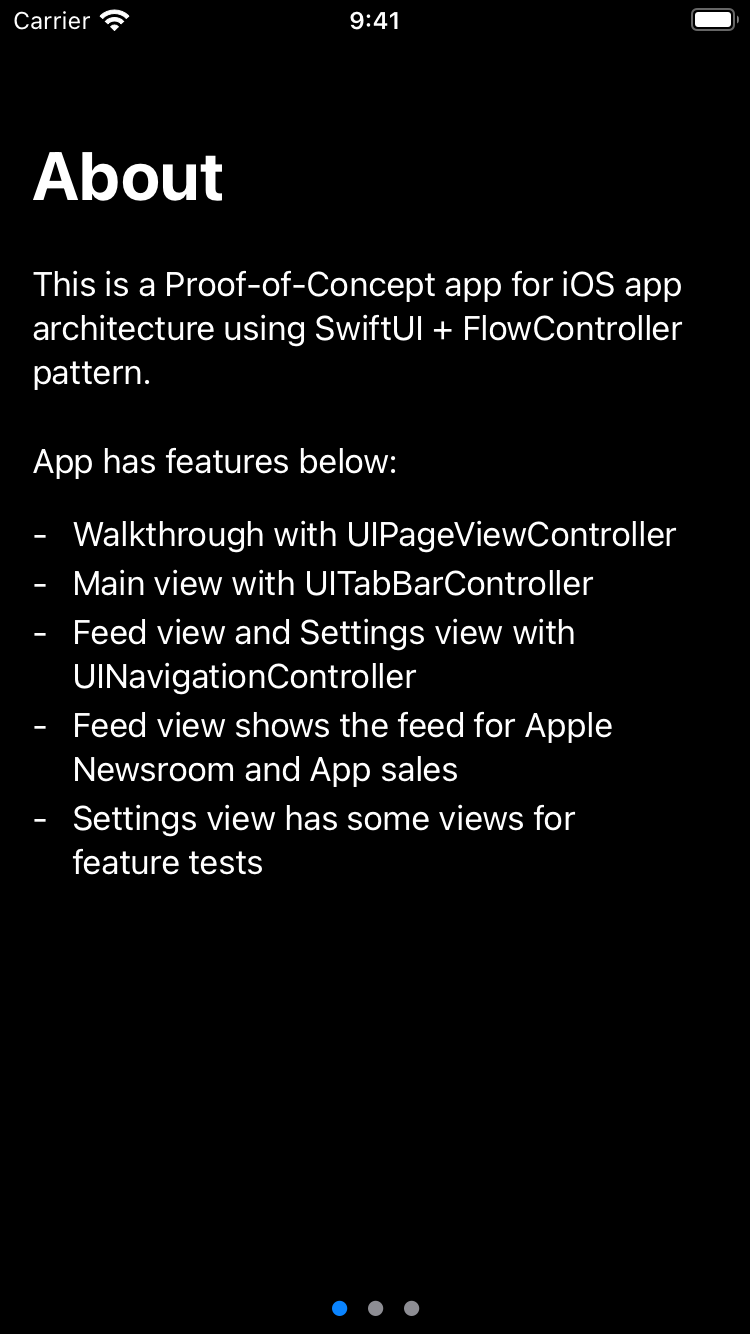 Carrier 9:41
About
This is a Proof-of-Concept app for iOS app
architecture using SwiftUI + FlowController
pattern.
App has features below:
- Walkthrough with UIPageViewController
- Main view with UITabBarController
- Feed view and Settings view with
UINavigationController
- Feed view shows the feed for Apple
Newsroom and App sales
- Settings view has some views for
feature tests